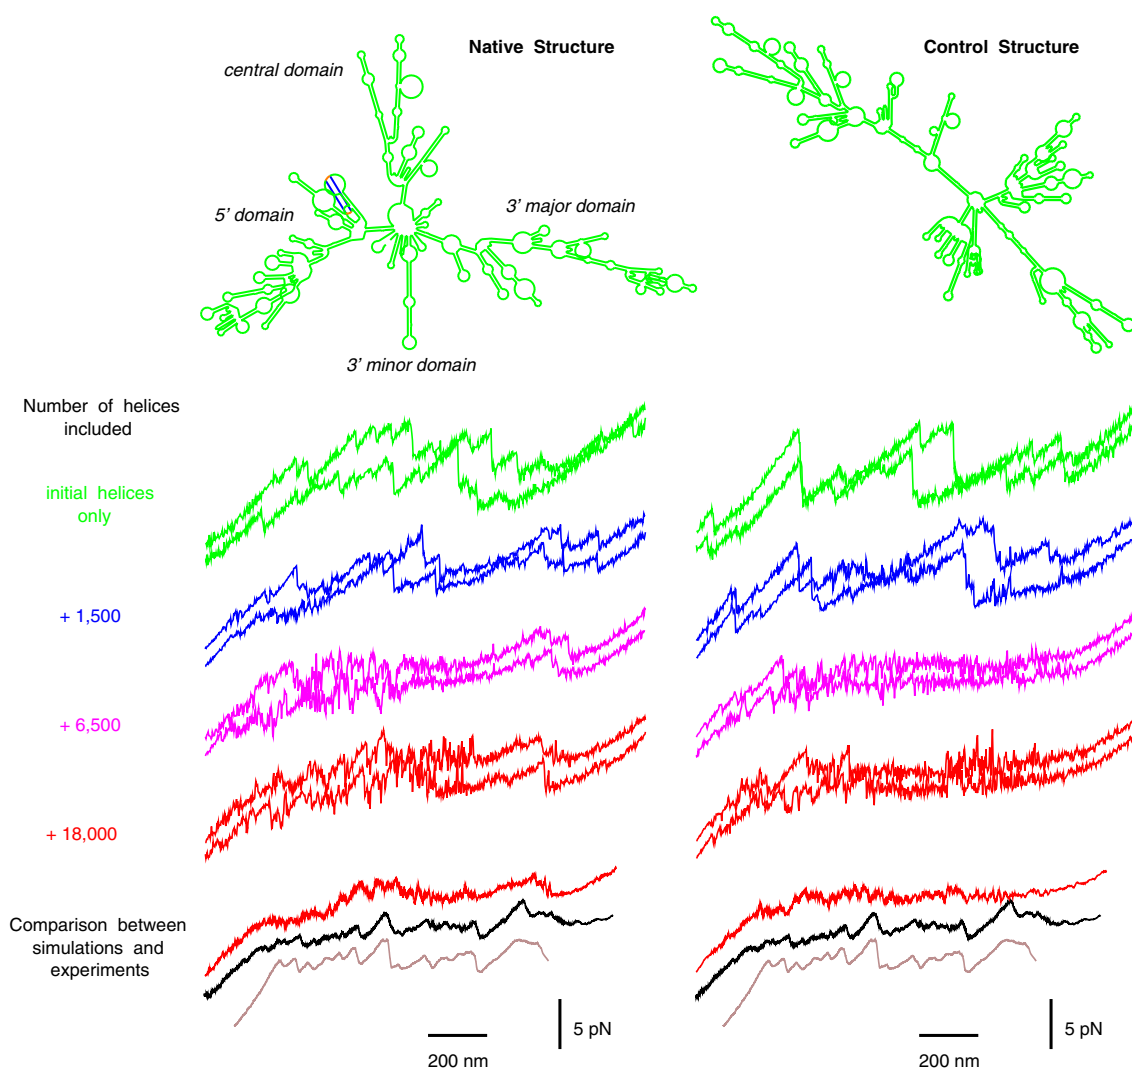 Native Structure
Control Structure
central domain
5' domain
3' major domain
3' minor domain
Number of helices
included
initial helices
only
+ 1,500
+ 6,500
+ 18,000
Comparison between
simulations and
experiments
5 pN
200 nm
5 pN
200 nm